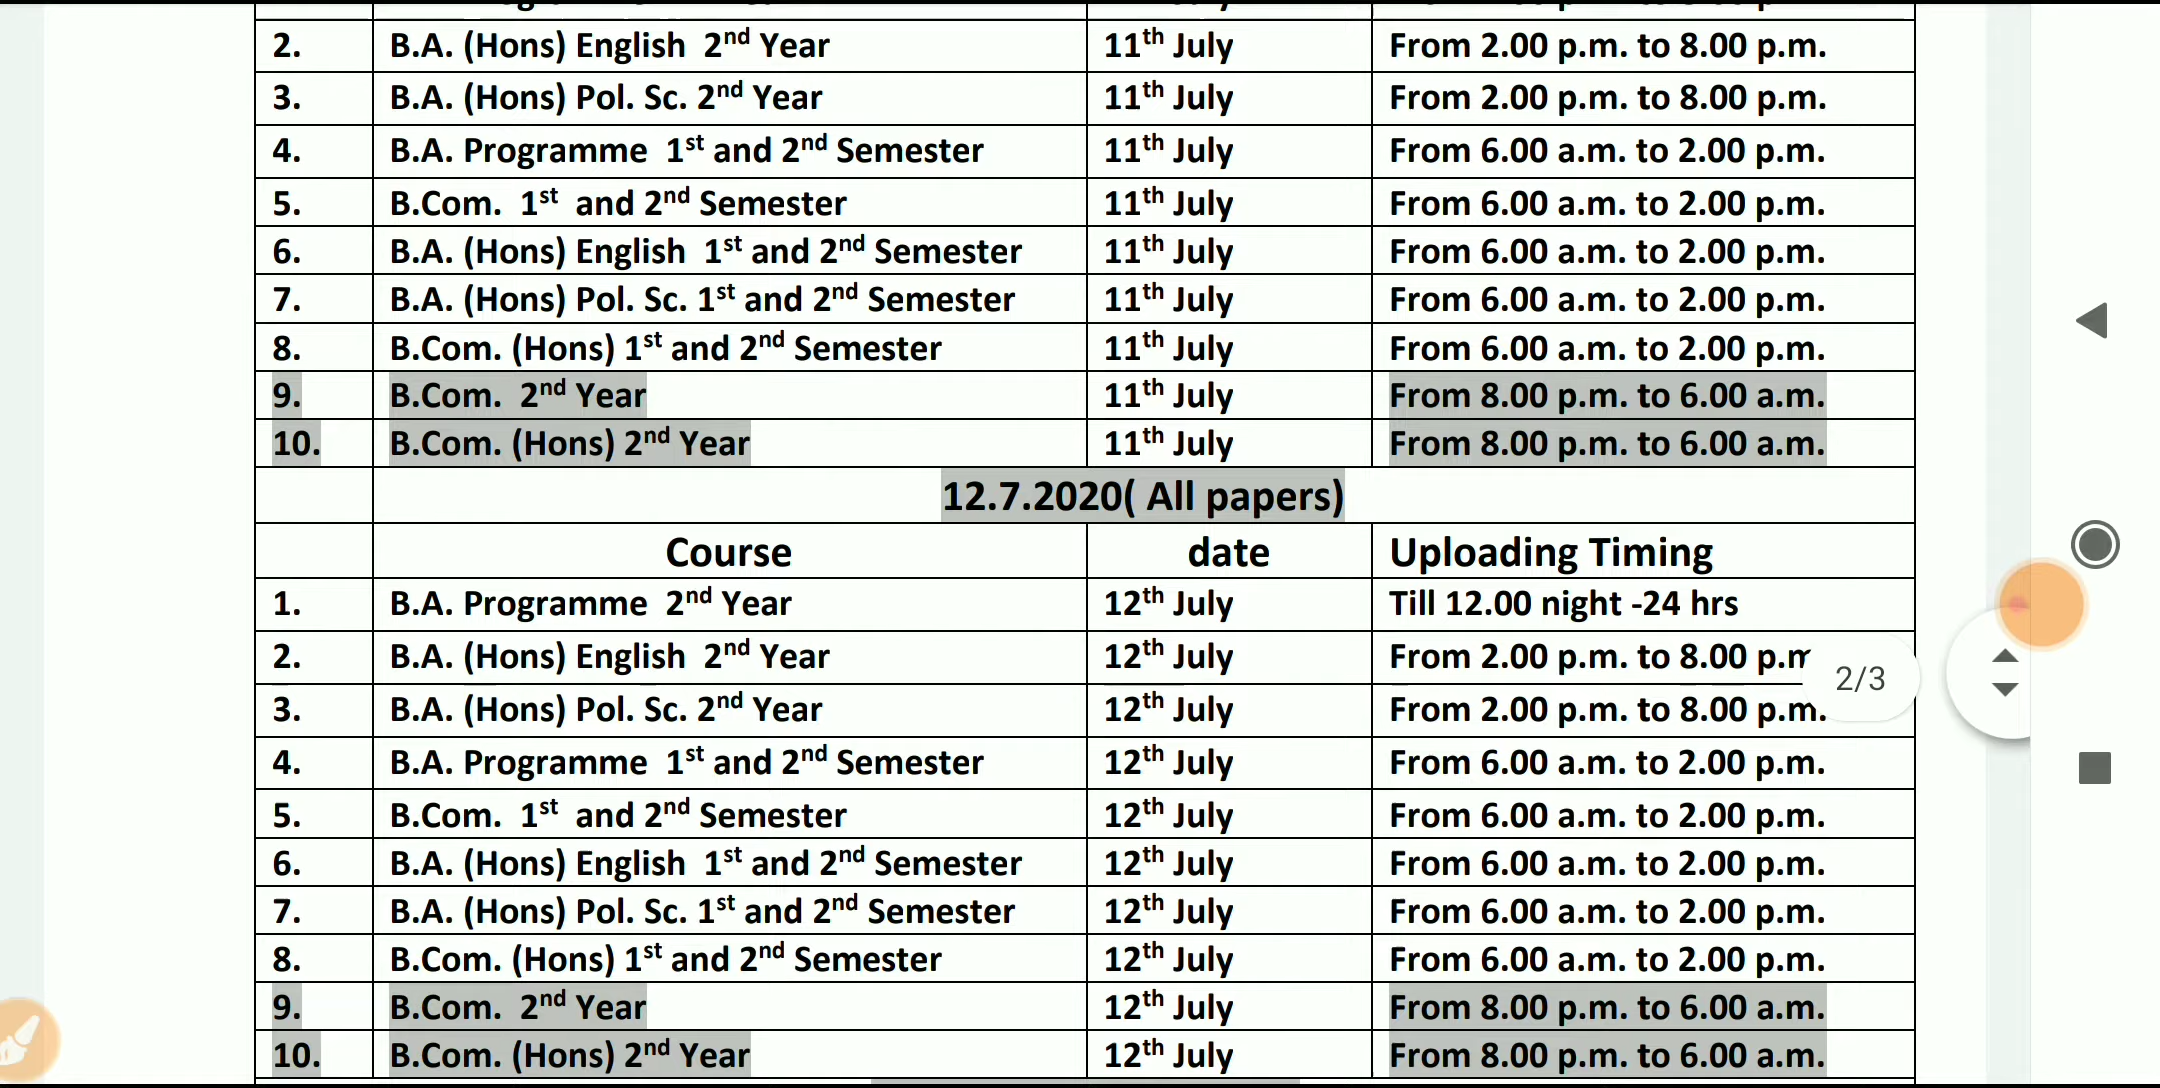 2. B.A. (Hons) English 2nd Year 11th July From 2.00 p.m. to 8.00 p.m.
3. B.A. (Hons) Pol. Sc. 2nd Year 11th July From 2.00 p.m. to 8.00 p.m.
4. B.A. Programme 1st and 2nd Semester 11th July From 6.00 a.m. to 2.00 p.m.
5. B.Com. 1st and 2nd Semester 11th July From 6.00 a.m. to 2.00 p.m.
6. B.A. (Hons) English 1st and 2nd Semester 11th July From 6.00 a.m. to 2.00 p.m.
7. B.A. (Hons) Pol. Sc. 1st and 2nd Semester 11th July From 6.00 a.m. to 2.00 p.m.
8. B.Com. (Hons) 1st and 2nd Semester 11th July From 6.00 a.m. to 2.00 p.m.
9. B.Com. 2nd Year 11th July From 8.00 p.m. to 6.00 a.m.
10. B.Com. (Hons) 2nd Year 11th July From 8.00 p.m. to 6.00 a.m.
12.7.2020( All papers)
Course date Uploading Timing
1. B.A. Programme 2nd Year 12th July Till 12.00 night -24 hrs
2. B.A. (Hons) English 2nd Year 12th July From 2.00 p.m. to 8.00 p.m
2/3
3. B.A. (Hons) Pol. Sc. 2nd Year 12th July From 2.00 p.m. to 8.00 p.m.
4. B.A. Programme 1st and 2nd Semester 12th July From 6.00 a.m. to 2.00 p.m.
5. B.Com. 1st and 2nd Semester 12th July From 6.00 a.m. to 2.00 p.m.
6. B.A. (Hons) English 1st and 2nd Semester 12th July From 6.00 a.m. to 2.00 p.m.
7. B.A. (Hons) Pol. Sc. 1st and 2nd Semester 12th July From 6.00 a.m. to 2.00 p.m.
8. B.Com. (Hons) 1st and 2nd Semester 12th July From 6.00 a.m. to 2.00 p.m.
9. B.Com. 2nd Year 12th July From 8.00 p.m. to 6.00 a.m.
10. B.Com. (Hons) 2nd Year 12th July From 8.00 p.m. to 6.00 a.m.